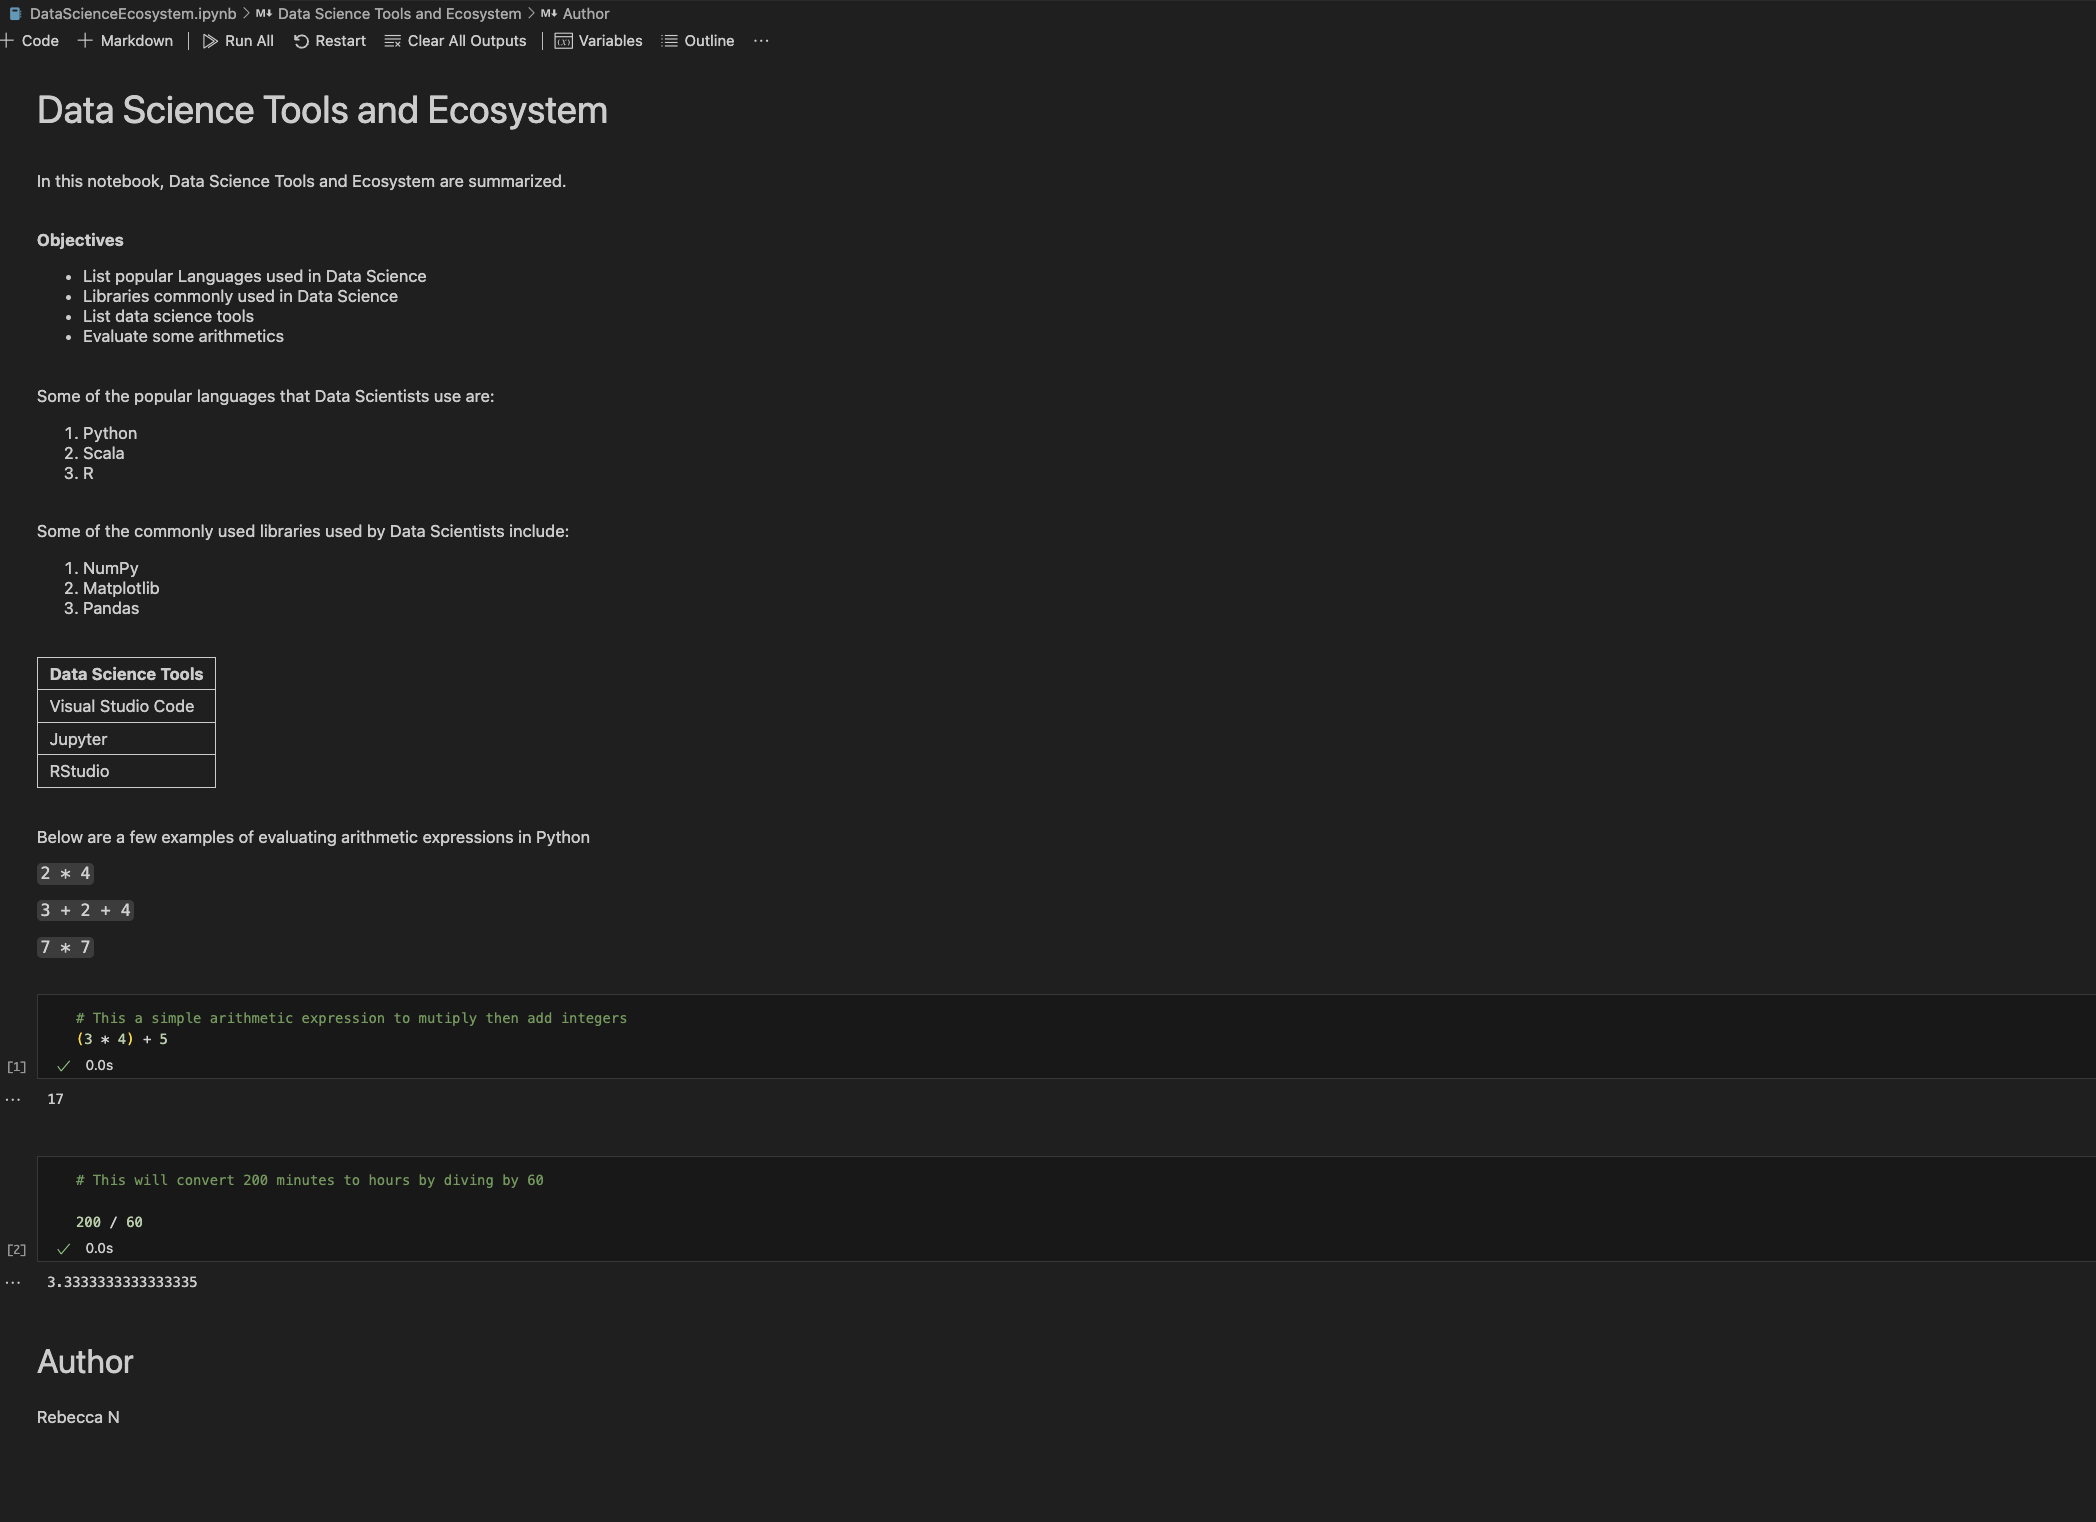 DataScienceEcosystem.ipynb > M↓ Data Science Tools and Ecosystem > M↓ Author
+ Code + Markdown | Run All Restart Clear All Outputs | Variables Outline ...
Data Science Tools and Ecosystem
In this notebook, Data Science Tools and Ecosystem are summarized.
Objectives
• List popular Languages used in Data Science
• Libraries commonly used in Data Science
• List data science tools
• Evaluate some arithmetics
Some of the popular languages that Data Scientists use are:
1. Python
2. Scala
3. R
Some of the commonly used libraries used by Data Scientists include:
1. NumPy
2. Matplotlib
3. Pandas
Data Science Tools
Visual Studio Code
Jupyter
RStudio
Below are a few examples of evaluating arithmetic expressions in Python
2 * 4
3 + 2 + 4
7 * 7
# This a simple arithmetic expression to mutiply then add integers
(3 * 4) + 5
[1] ✓ 0.0s
... 17
# This will convert 200 minutes to hours by diving by 60
200 / 60
[2] ✓ 0.0s
... 3.3333333333333335
Author
Rebecca N